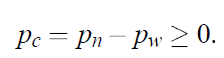 p_c = p_n − p_w ≥ 0.